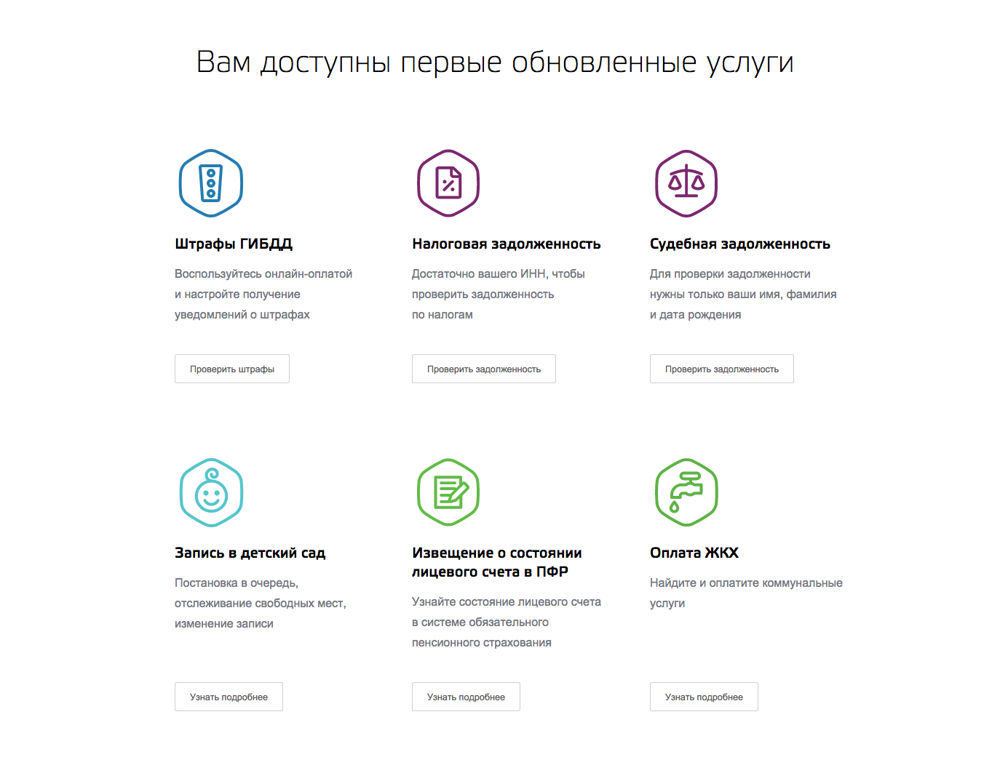 Вам доступны первые обновленные услуги
Штрафы ГИБДД
Воспользуйтесь онлайн-оплатой
и настройте получение
уведомлений о штрафах
Проверить штрафы
Налоговая задолженность
Достаточно вашего ИНН, чтобы
проверить задолженность
по налогам
Проверить задолженность
Судебная задолженность
Для проверки задолженности
нужны только ваши имя, фамилия
и дата рождения
Проверить задолженность
Запись в детский сад
Постановка в очередь,
отслеживание свободных мест,
изменение записи
Узнать подробнее
Извещение о состоянии
лицевого счета в ПФР
Узнайте состояние лицевого счета
в системе обязательного
пенсионного страхования
Узнать подробнее
Оплата ЖКХ
Найдите и оплатите коммунальные
услуги
Узнать подробнее